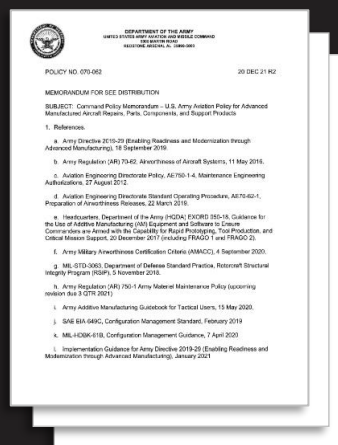 DEPARTMENT OF THE ARMY
UNITED STATES ARMY AVIATION AND MISSILE COMMAND
REDSTONE ARSENAL AL
POLICY NO. 070-062 20 DEC 21 R2
MEMORANDUM FOR SEE DISTRIBUTION
SUBJECT: Command Policy Memorandum – U.S. Army Aviation Policy for Advanced
Manufactured Aircraft Repairs, Parts, Components, and Support Products
1. References.
a. Army Directive 2019-29 (Enabling Readiness and Modernization through
Advanced Manufacturing), 18 September 2019.
b. Army Regulation (AR) 70-62, Airworthiness of Aircraft Systems, 11 May 2016.
c. Aviation Engineering Directorate Policy, AE750-1-4, Maintenance Engineering
Authorizations, 27 August 2012.
d. Aviation Engineering Directorate Standard Operating Procedure, AE70-62-1,
Preparation of Airworthiness Releases, 22 March 2019.
e. Headquarters, Department of the Army (HQDA) EXORD 050-18, Guidance for
the Use of Additive Manufacturing (AM) Equipment and Software to Ensure
Commanders are Armed with the Capability for Rapid Prototyping, Tool Production, and
Critical Mission Support, 20 December 2017 (including FRAGO 1 and FRAGO 2).
f. Army Military Airworthiness Certification Criteria (AMACC), 4 September 2020.
g. MIL-STD-3063, Department of Defense Standard Practice, Rotorcraft Structural
Integrity Program (RSIP), 5 November 2018.
h. Army Regulation (AR) 750-1 Army Materiel Maintenance Policy (upcoming
revision due 3 QTR 2021)
i. Army Additive Manufacturing Guidebook for Tactical Users, 15 May 2020.
j. SAE EIA-649C, Configuration Management Standard, February 2019
k. MIL-HDBK-61B, Configuration Management Guidance, 7 April 2020
l. Implementation Guidance for Army Directive 2019-29 (Enabling Readiness and
Modernization through Advanced Manufacturing), January 2021